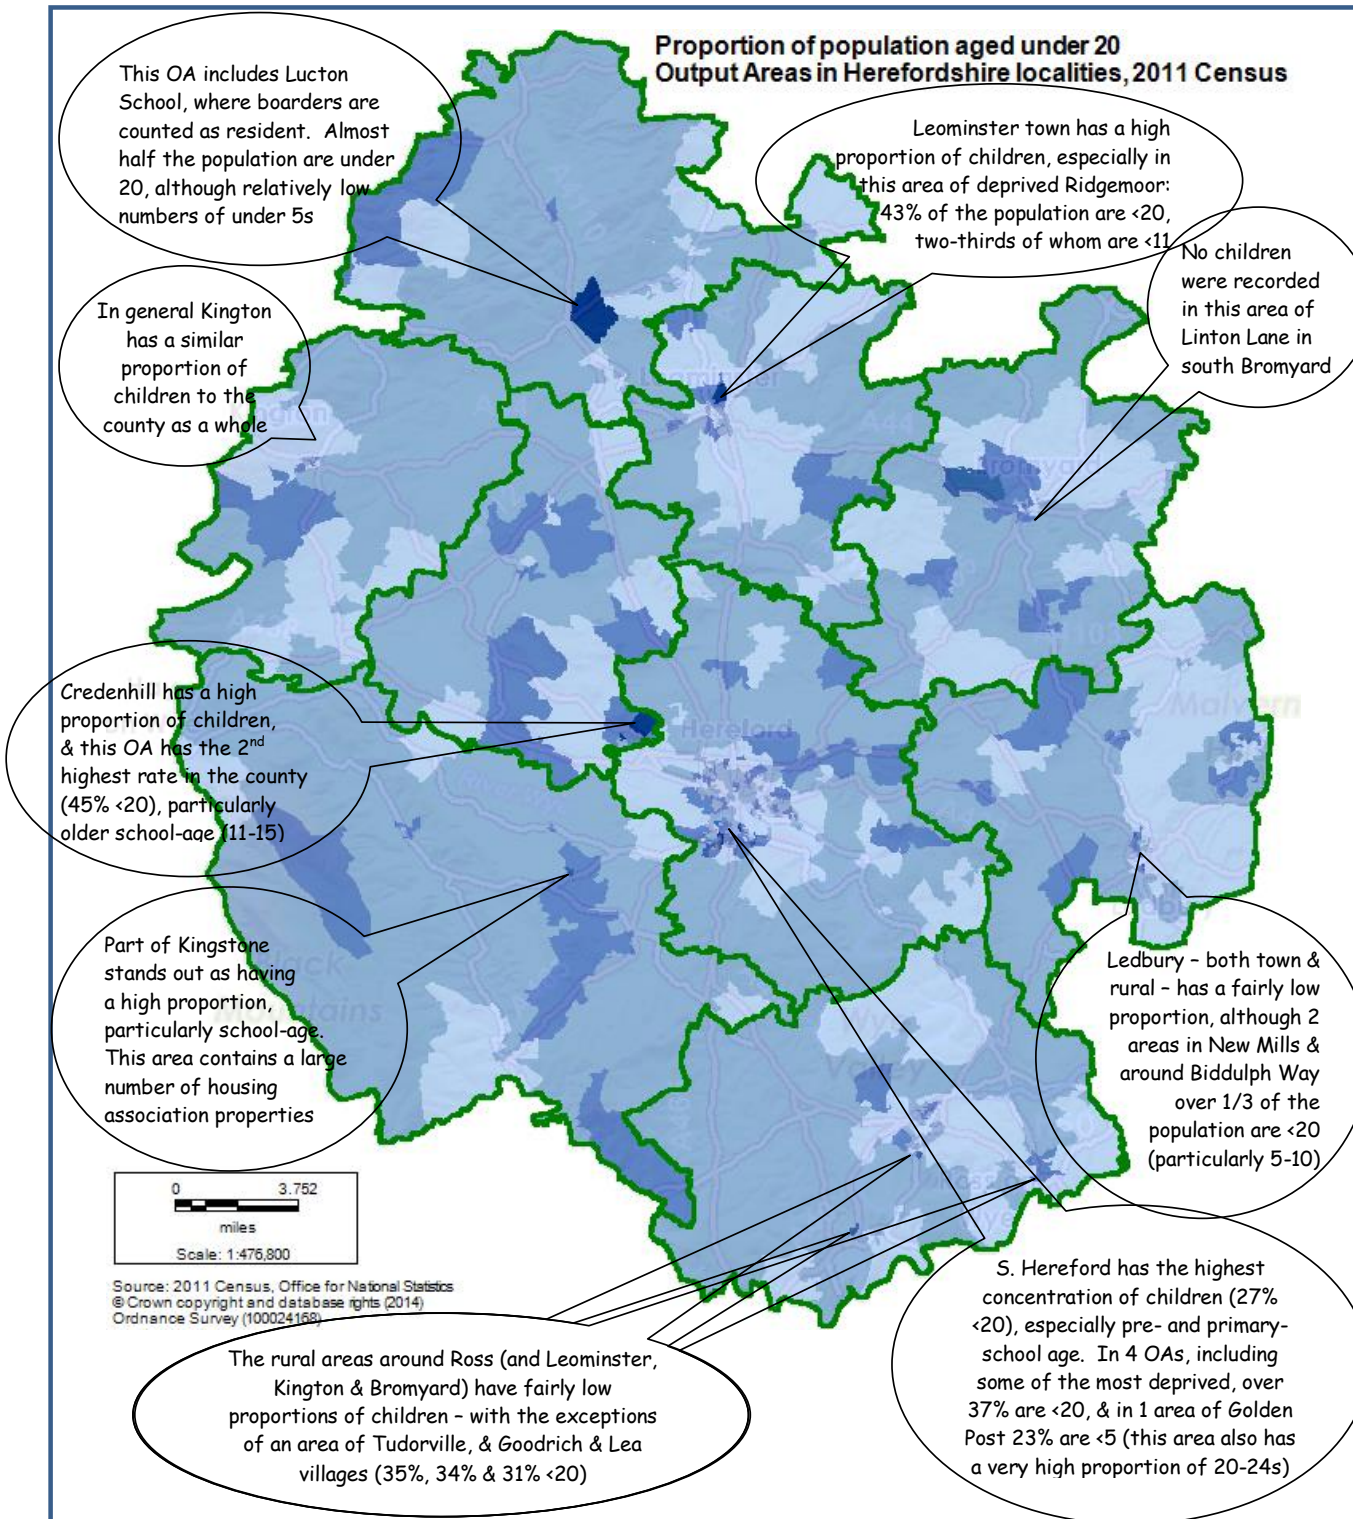 Proportion of population aged under 20
Output Areas in Herefordshire localities, 2011 Census
This OA includes Lucton
School, where boarders are
counted as resident.  Almost
half the population are under
20, although relatively low
numbers of under 5s
Leominster town has a high
proportion of children, especially in
this area of deprived Ridgemoor:
43% of the population are <20,
two-thirds of whom are <11
No children
were recorded
in this area of
Linton Lane in
south Bromyard
In general Kington
has a similar
proportion of
children to the
county as a whole
Kington
Leominster
A44
Bromyard
Credenhill has a high
proportion of children,
& this OA has the 2nd
highest rate in the county
(45% <20), particularly
older school-age (11-15)
Hereford
Malvern
Part of Kingstone
stands out as having
a high proportion,
particularly school-age.
This area contains a large
number of housing
association properties
Black
Mountains
Wye
Valley
Ledbury
Ledbury – both town &
rural – has a fairly low
proportion, although 2
areas in New Mills &
around Biddulph Way
over 1/3 of the
population are <20
(particularly 5-10)
0 3.752
miles
Scale: 1:476,800
Source: 2011 Census, Office for National Statistics
© Crown copyright and database rights (2014)
Ordnance Survey (100024168)
The rural areas around Ross (and Leominster,
Kington & Bromyard) have fairly low
proportions of children – with the exceptions
of an area of Tudorville, & Goodrich & Lea
villages (35%, 34% & 31% <20)
S. Hereford has the highest
concentration of children (27%
<20), especially pre- and primary-
school age.  In 4 OAs, including
some of the most deprived, over
37% are <20, & in 1 area of Golden
Post 23% are <5 (this area also has
a very high proportion of 20-24s)